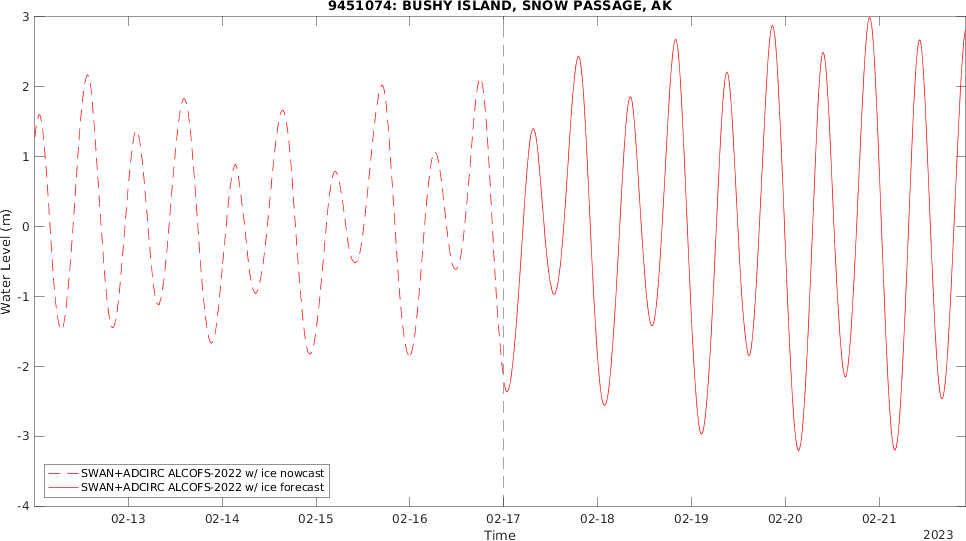 9451074: BUSHY ISLAND, SNOW PASSAGE, AK
3
2
1
0
-1
-2
-3
-4
Water Level (m)
SWAN+ADCIRC ALCOFS-2022 w/ ice nowcast
SWAN+ADCIRC ALCOFS-2022 w/ ice forecast
02-13 02-14 02-15 02-16 02-17 02-18 02-19 02-20 02-21
Time
2023